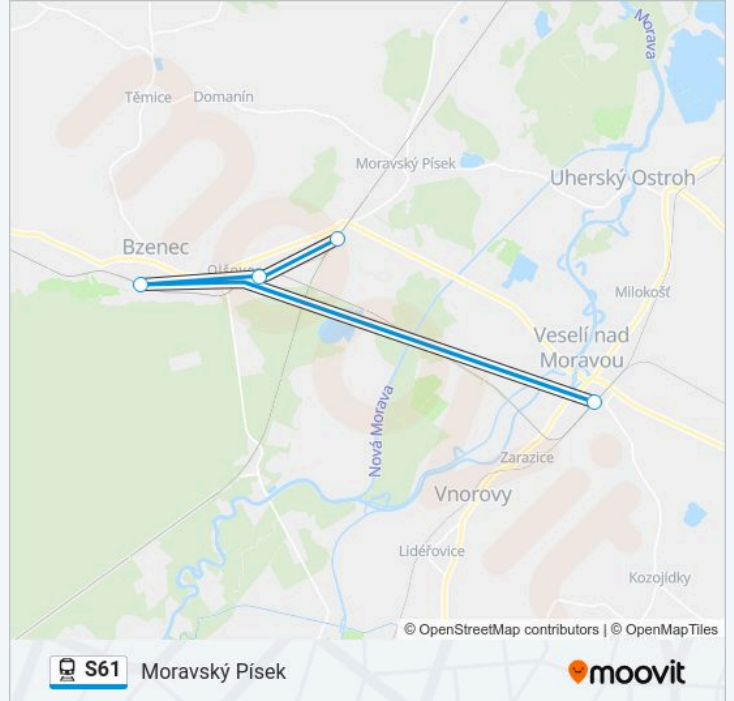 Morava
Těmice
Domanín
Moravský Písek
Uherský Ostroh
Bzenec
Milokošť
Veselí nad
Moravou
Nová Morava
Zarazice
Vnorovy
Lidéřovice
Kozojídky
© OpenStreetMap contributors | © OpenMapTiles
S61 Moravský Písek
moovit